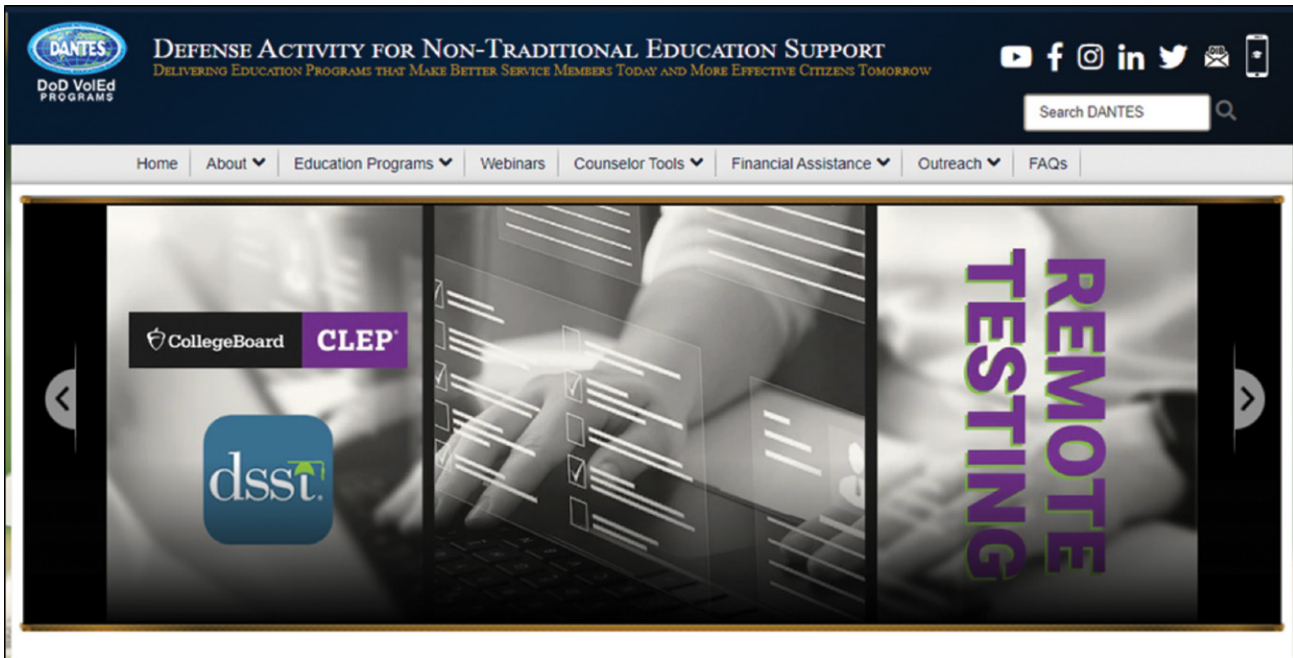 DANTES
DoD VolEd
PROGRAMS
DEFENSE ACTIVITY FOR NON-TRADITIONAL EDUCATION SUPPORT
DELIVERING EDUCATION PROGRAMS THAT MAKE BETTER SERVICE MEMBERS TODAY AND MORE EFFECTIVE CITIZENS TOMORROW
in
DIB
Search DANTES
Home About Education Programs Webinars Counselor Tools Financial Assistance Outreach FAQs
CollegeBoard CLEP®
dsst.
REMOTE
TESTING